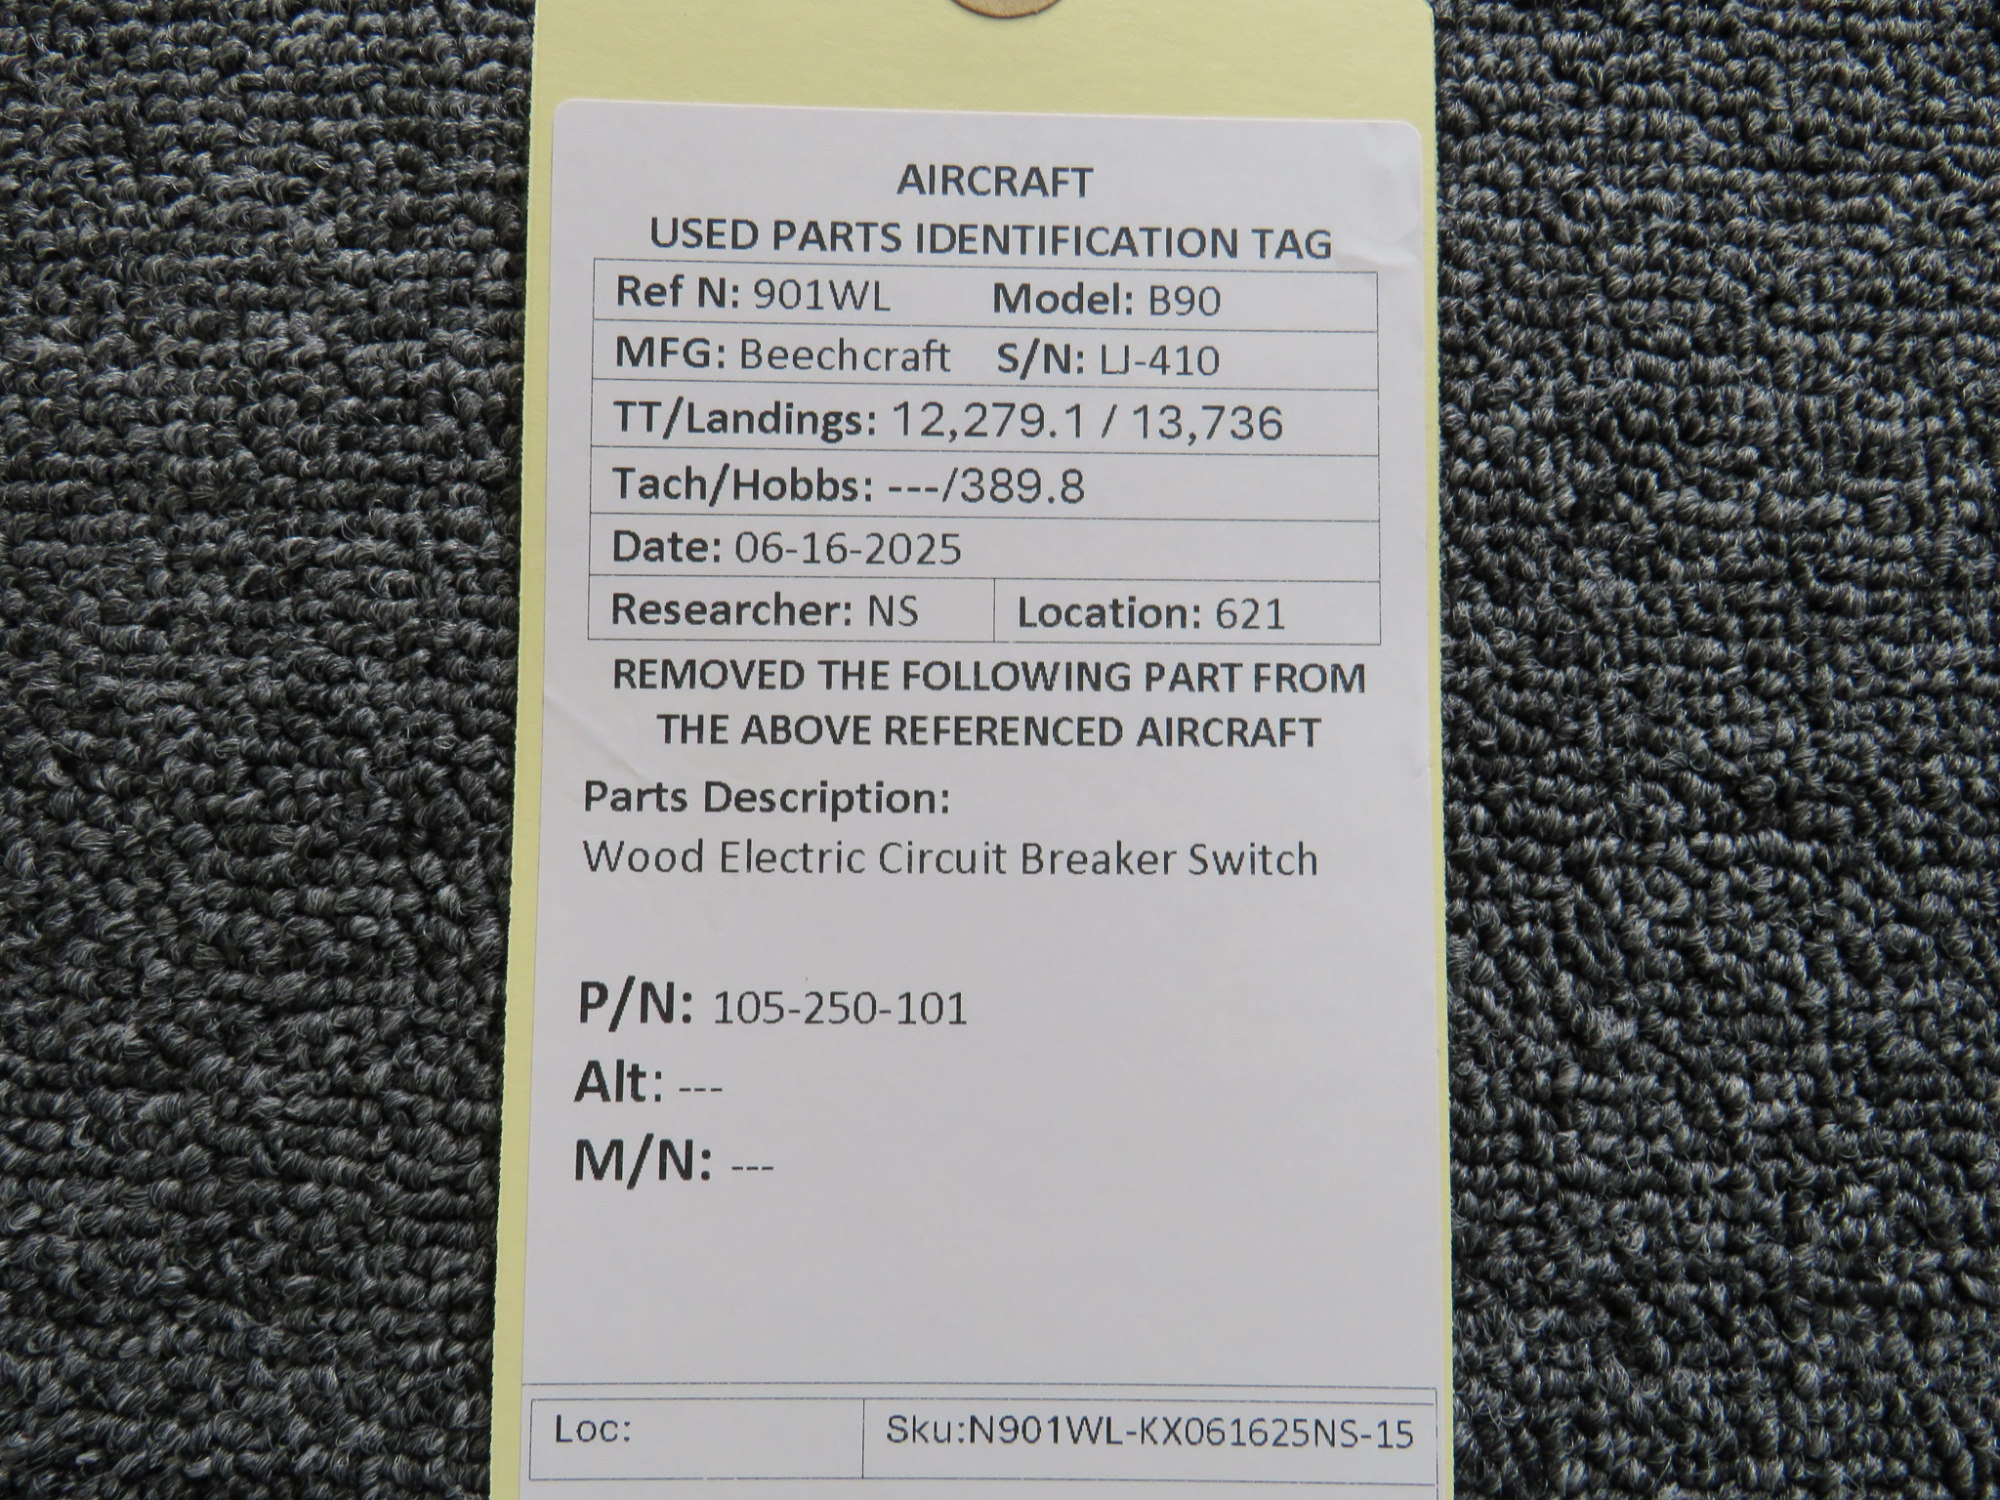 AIRCRAFT
USED PARTS IDENTIFICATION TAG
Ref N: 901WL Model: B90
MFG: Beechcraft S/N: LJ-410
TT/Landings: 12,279.1 / 13,736
Tach/Hobbs: ---/389.8
Date: 06-16-2025
Researcher: NS Location: 621
REMOVED THE FOLLOWING PART FROM
THE ABOVE REFERENCED AIRCRAFT
Parts Description:
Wood Electric Circuit Breaker Switch
P/N: 105-250-101
Alt: ---
M/N: ---
Loc: Sku:N901WL-KX061625NS-15